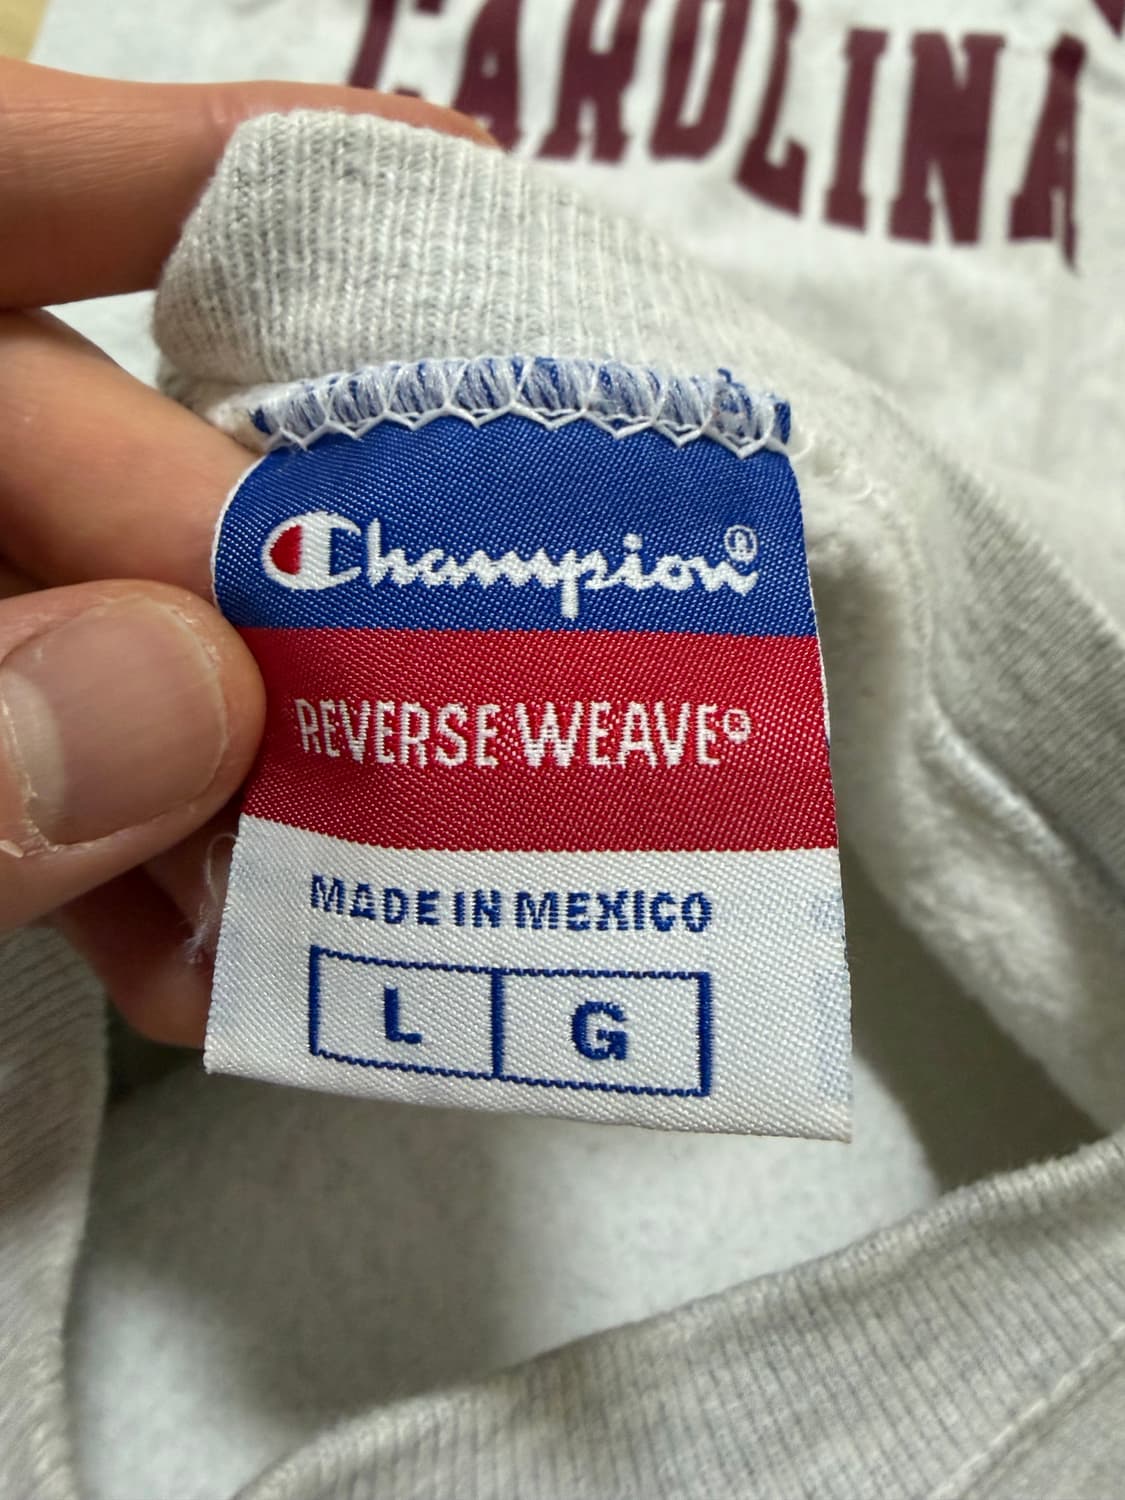 CAROLINA
Champion®
REVERSE WEAVE®
MADE IN MEXICO
L G